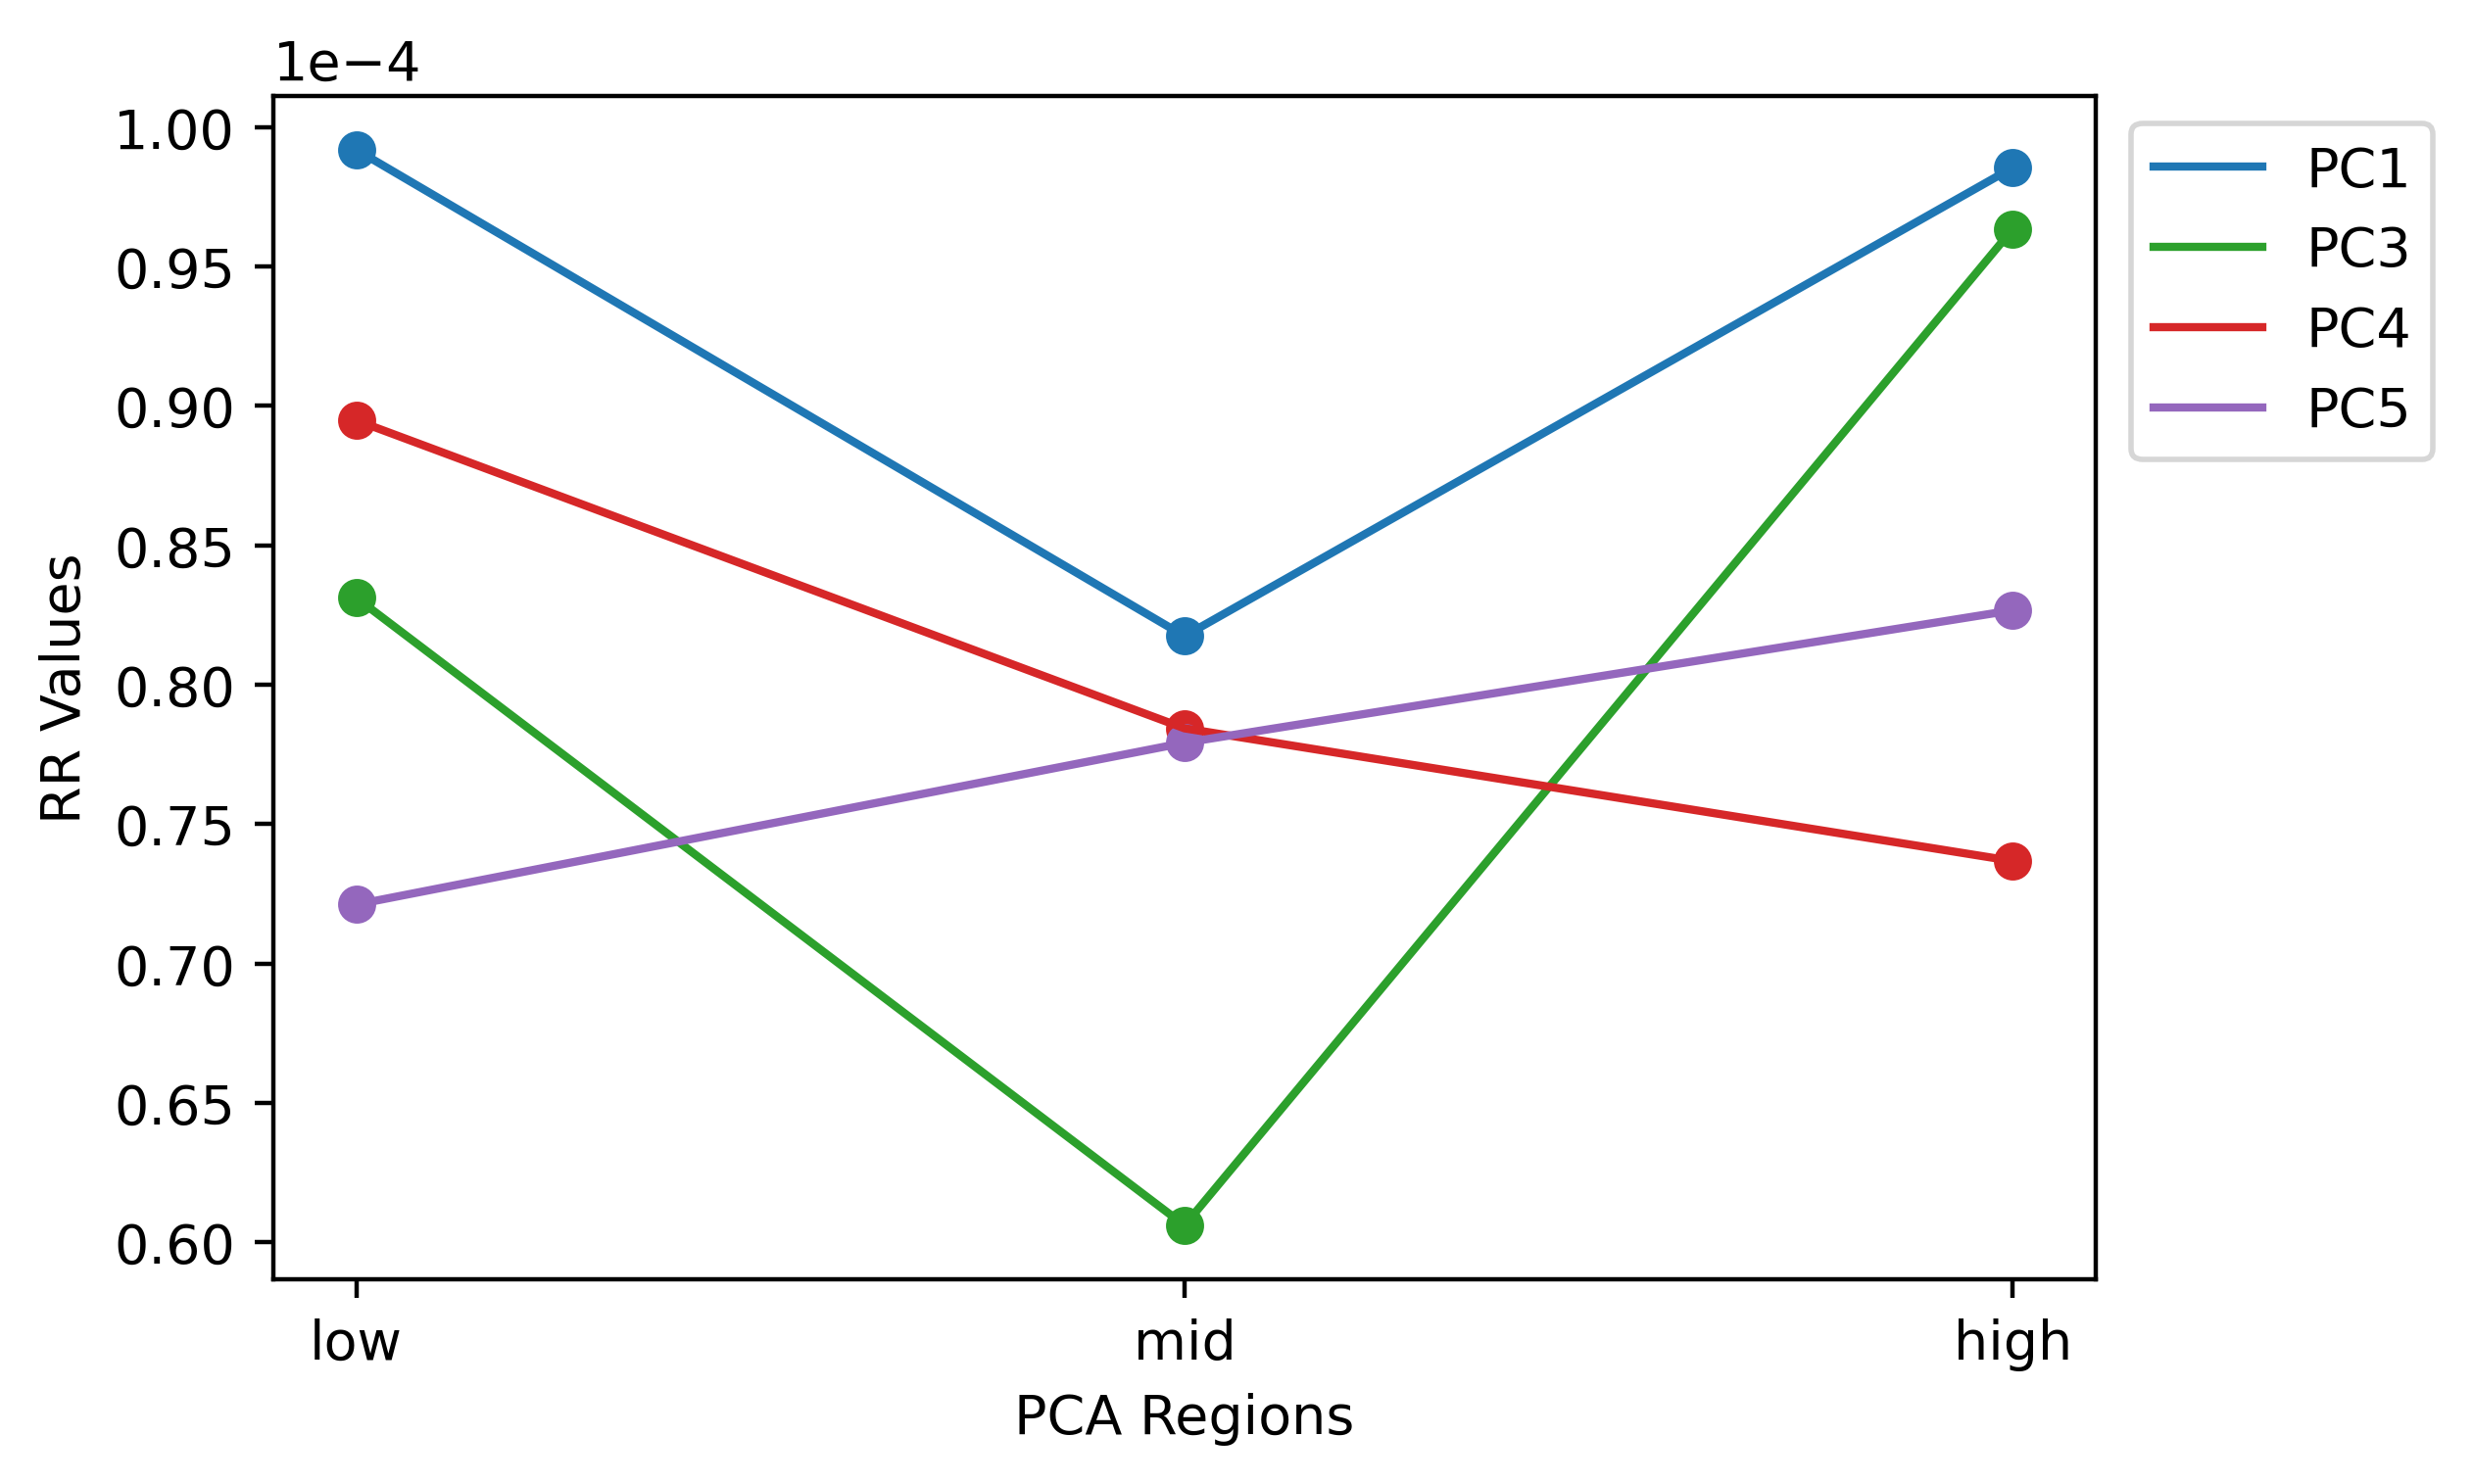 1e−4
1.00
0.95
0.90
0.85
0.80
0.75
0.70
0.65
0.60
RR Values
low mid high
PCA Regions
PC1
PC3
PC4
PC5